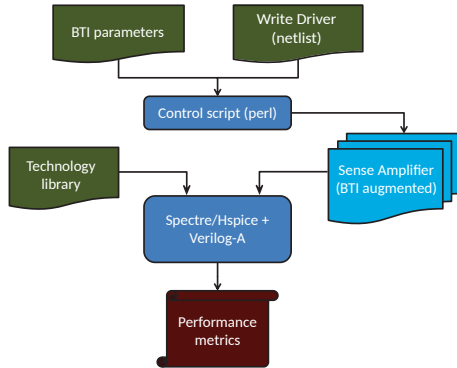 BTI parameters
Write Driver
(netlist)
Control script (perl)
Technology
library
Sense Amplifier
(BTI augmented)
Spectre/Hspice +
Verilog-A
Performance
metrics